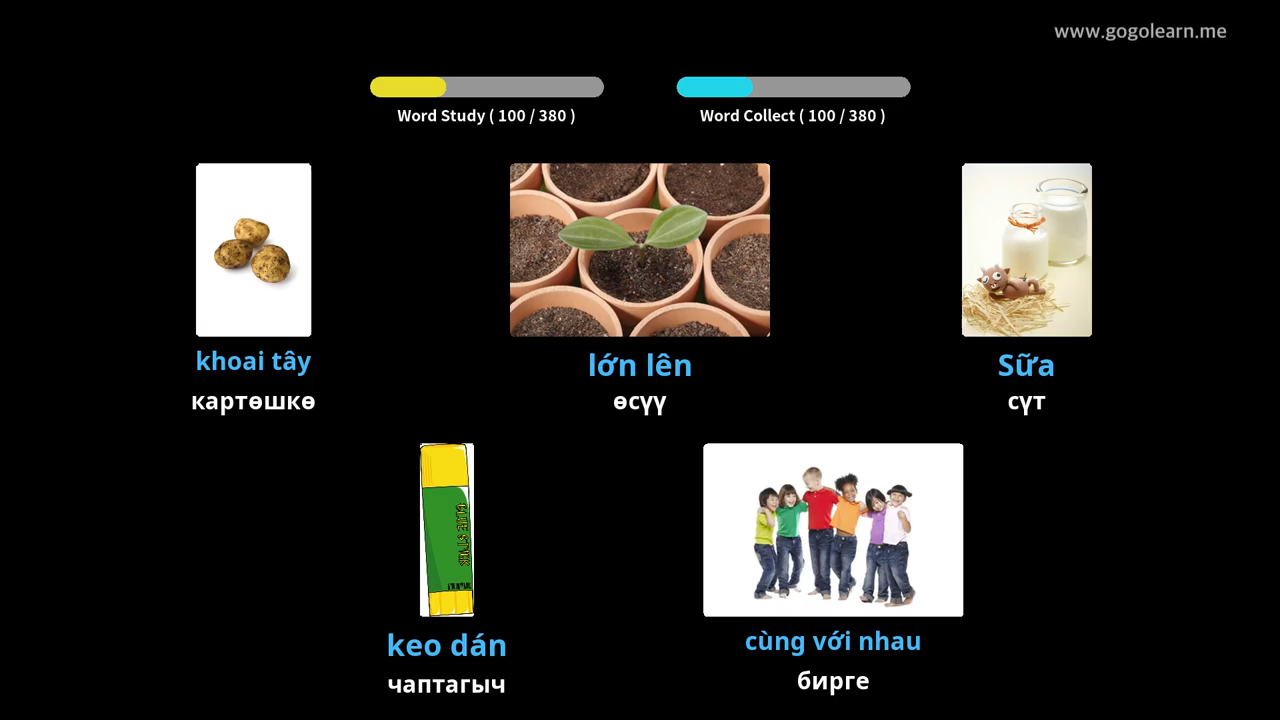 www.gogolearn.me
Word Study ( 100 / 380 )
Word Collect ( 100 / 380 )
khoai tây
картөшкө
lớn lên
өсүү
Sữa
сүт
keo dán
чаптагыч
cùng với nhau
бирге